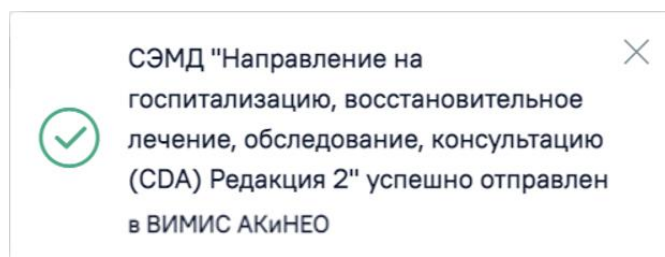 СЭМД "Направление на
госпитализацию, восстановительное
лечение, обследование, консультацию
(CDA) Редакция 2" успешно отправлен
в ВИМИС АКиНЕО